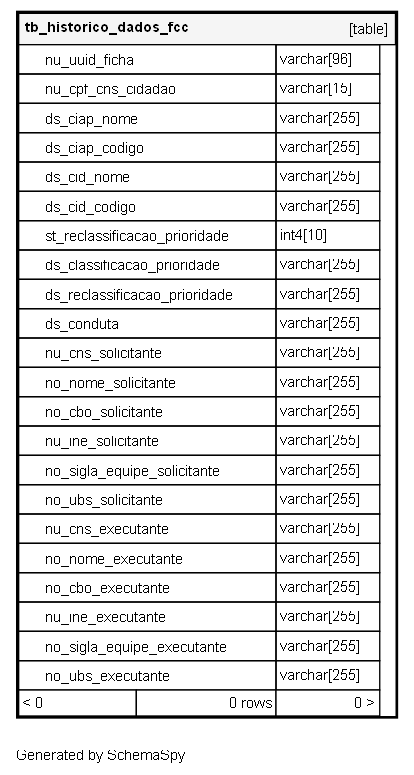 tb_historico_dados_fcc [table]
nu_uuid_ficha varchar[96]
nu_cpf_cns_cidadao varchar[15]
ds_ciap_nome varchar[255]
ds_ciap_codigo varchar[255]
ds_cid_nome varchar[255]
ds_cid_codigo varchar[255]
st_reclassificacao_prioridade int4[10]
ds_classificacao_prioridade varchar[255]
ds_reclassificacao_prioridade varchar[255]
ds_conduta varchar[255]
nu_cns_solicitante varchar[255]
no_nome_solicitante varchar[255]
no_cbo_solicitante varchar[255]
nu_ine_solicitante varchar[255]
no_sigla_equipe_solicitante varchar[255]
no_ubs_solicitante varchar[255]
nu_cns_executante varchar[255]
no_nome_executante varchar[255]
no_cbo_executante varchar[255]
nu_ine_executante varchar[255]
no_sigla_equipe_executante varchar[255]
no_ubs_executante varchar[255]
< 0 0 rows 0 >
Generated by SchemaSpy